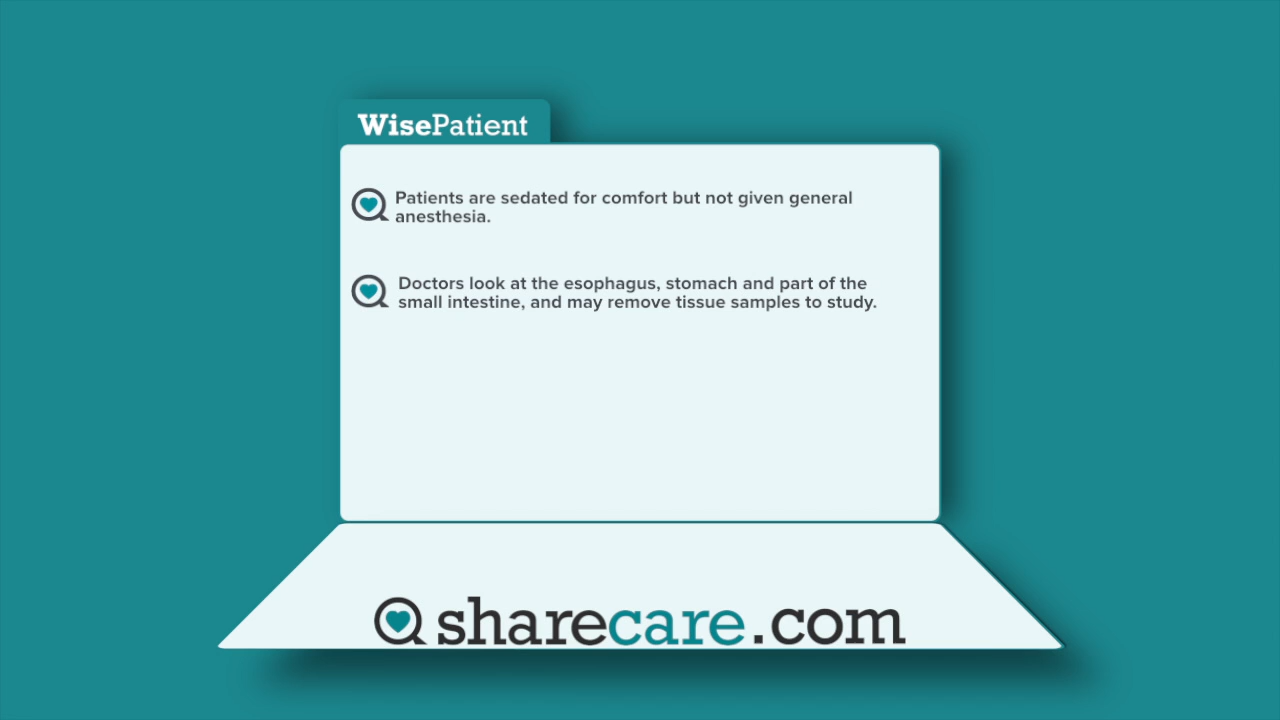 WisePatient
Patients are sedated for comfort but not given general
anesthesia.
Doctors look at the esophagus, stomach and part of the
small intestine, and may remove tissue samples to study.
sharecare.com